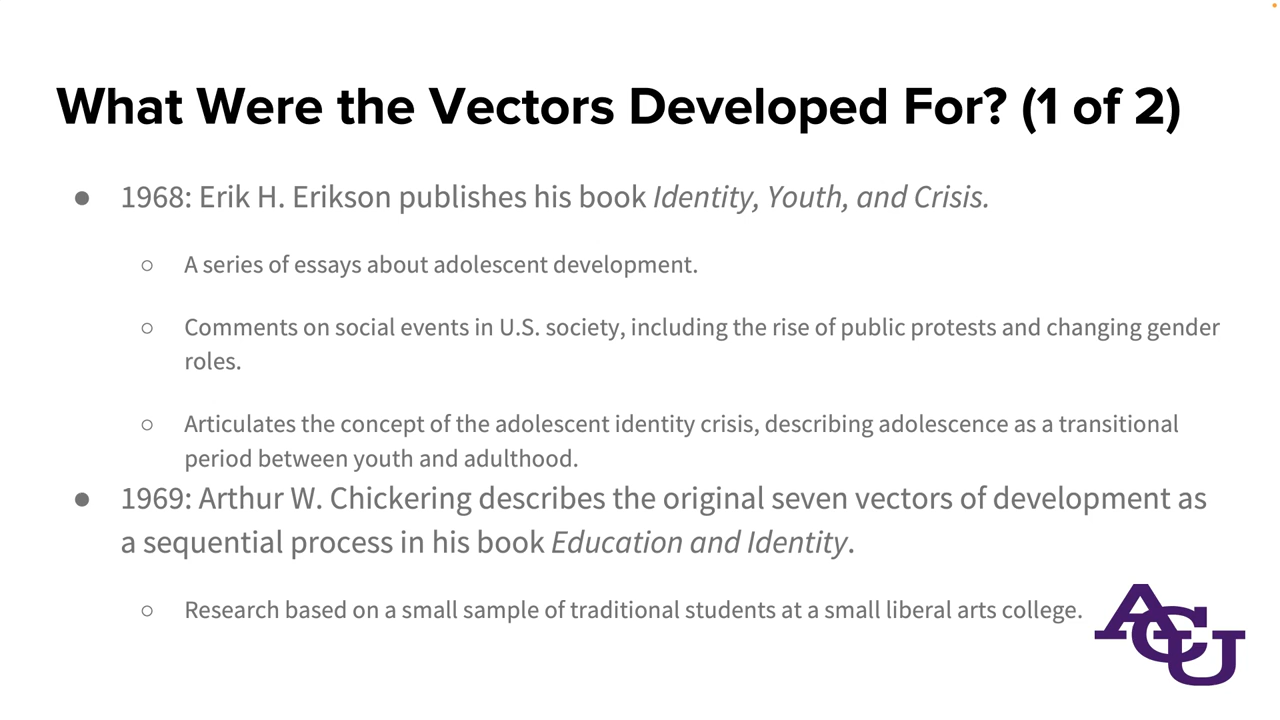 What Were the Vectors Developed For? (1 of 2)
● 1968: Erik H. Erikson publishes his book Identity, Youth, and Crisis.
○ A series of essays about adolescent development.
○ Comments on social events in U.S. society, including the rise of public protests and changing gender
roles.
○ Articulates the concept of the adolescent identity crisis, describing adolescence as a transitional
period between youth and adulthood.
● 1969: Arthur W. Chickering describes the original seven vectors of development as
a sequential process in his book Education and Identity.
○ Research based on a small sample of traditional students at a small liberal arts college.
ACU